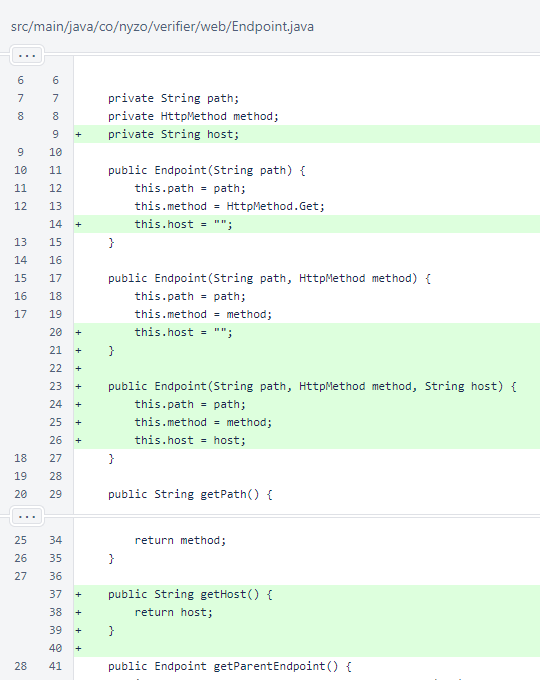 src/main/java/co/nyzo/verifier/web/Endpoint.java
...
6 6
7 7 private String path;
8 8 private HttpMethod method;
9 + private String host;
9 10
10 11 public Endpoint(String path) {
11 12 this.path = path;
12 13 this.method = HttpMethod.Get;
14 + this.host = "";
13 15 }
14 16
15 17 public Endpoint(String path, HttpMethod method) {
16 18 this.path = path;
17 19 this.method = method;
20 + this.host = "";
21 + }
22 +
23 + public Endpoint(String path, HttpMethod method, String host) {
24 + this.path = path;
25 + this.method = method;
26 + this.host = host;
18 27 }
19 28
20 29 public String getPath() {
...
25 34 return method;
26 35 }
27 36
37 + public String getHost() {
38 + return host;
39 + }
40 +
28 41 public Endpoint getParentEndpoint() {